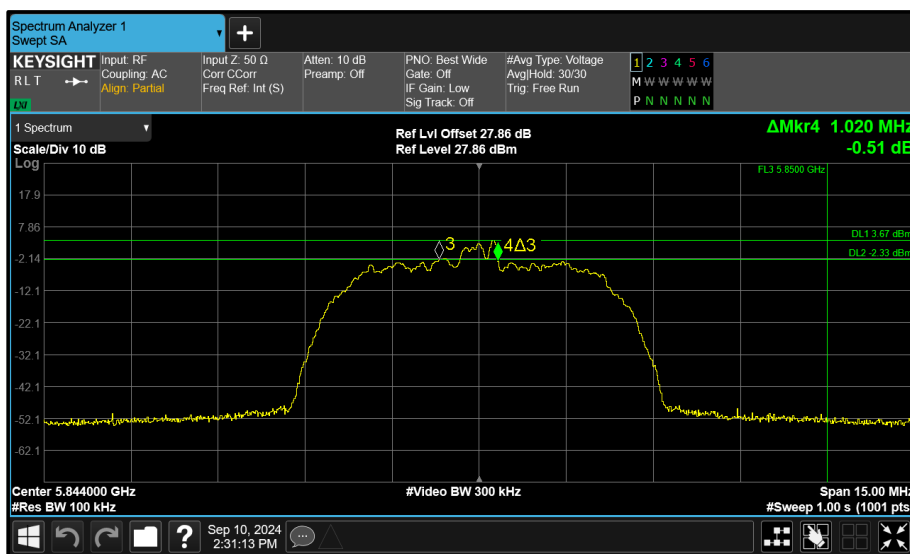 Spectrum Analyzer 1
Swept SA
KEYSIGHT
RLT
LXI
Input: RF
Coupling: AC
Align: Partial
Input Z: 50 Ω
Corr CCorr
Freq Ref: Int (S)
Atten: 10 dB
Preamp: Off
PNO: Best Wide
Gate: Off
IF Gain: Low
Sig Track: Off
#Avg Type: Voltage
Avg|Hold: 30/30
Trig: Free Run
1 2 3 4 5 6
M W W W W W
P N N N N N
1 Spectrum
Scale/Div 10 dB
Log
Ref Lvl Offset 27.86 dB
Ref Level 27.86 dBm
ΔMkr4 1.020 MHz
-0.51 dB
FL3 5.8500 GHz
17.9
7.86
DL1 3.67 dBm
3
4Δ3
DL2 -2.33 dBm
-2.14
-12.1
-22.1
-32.1
-42.1
-52.1
-62.1
Center 5.844000 GHz
#Video BW 300 kHz
Span 15.00 MHz
#Res BW 100 kHz
#Sweep 1.00 s (1001 pts
?
Sep 10, 2024
2:31:13 PM